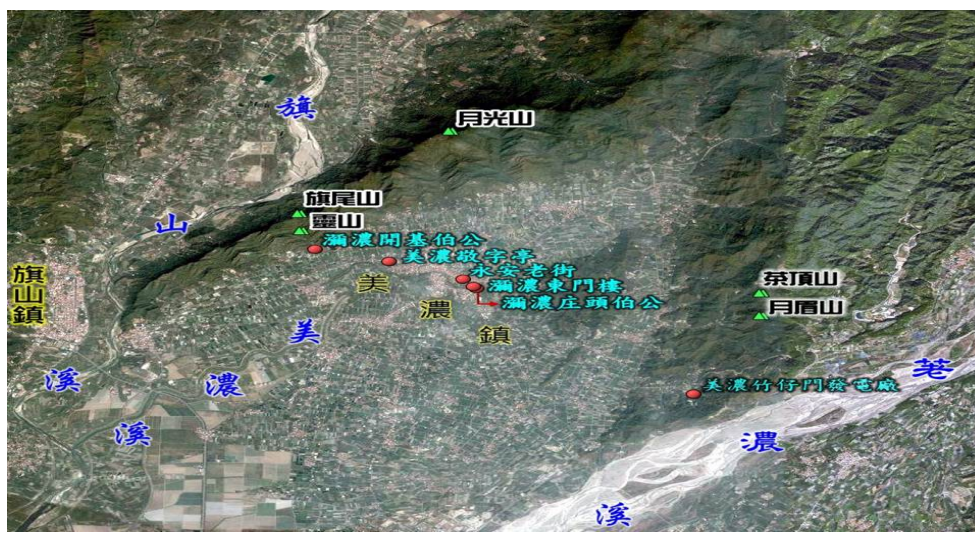 旗山溪
月光山
旗尾山
靈山
瀰濃開基伯公
美濃敬字亭
永安老街
瀰濃東門樓
瀰濃庄頭伯公
旗山鎮
美濃鎮
美濃溪
茶頂山
月眉山
美濃竹仔門發電廠
荖濃溪